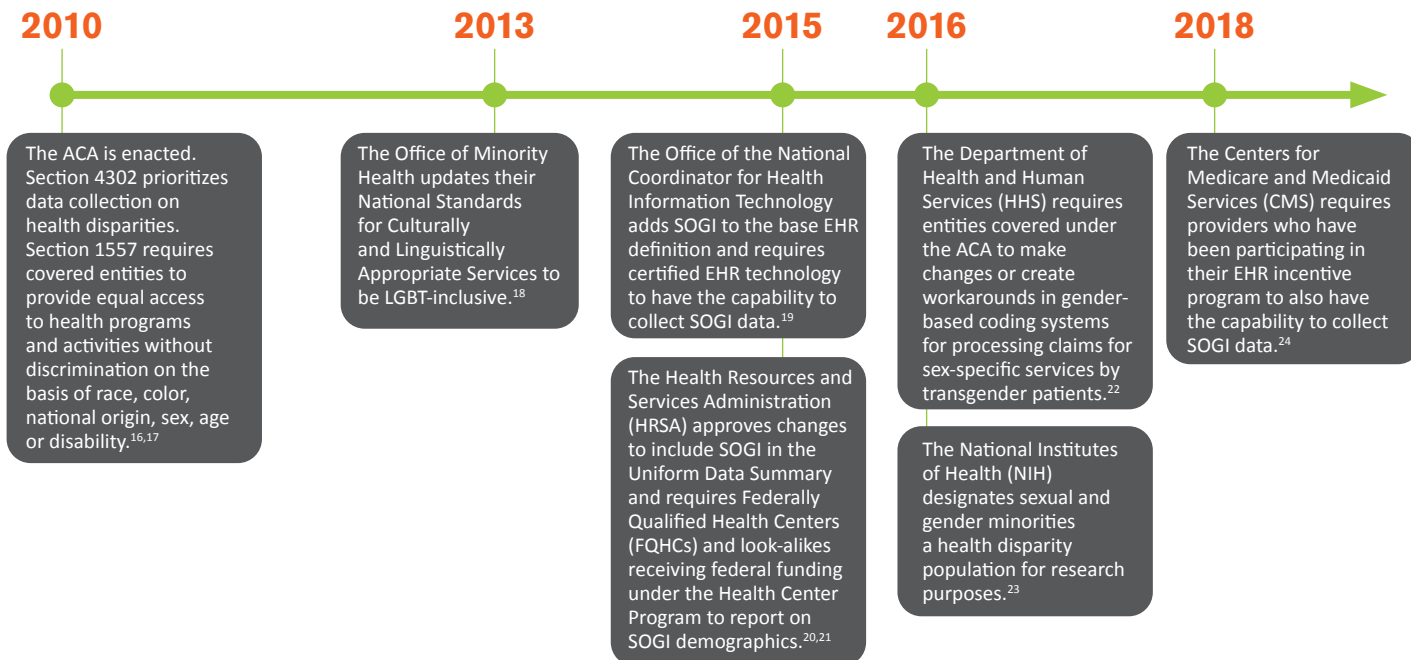 2010
2013
2015
2016
2018
The ACA is enacted.
Section 4302 prioritizes
data collection on
health disparities.
Section 1557 requires
covered entities to
provide equal access
to health programs
and activities without
discrimination on the
basis of race, color,
national origin, sex, age
or disability.16,17
The Office of Minority
Health updates their
National Standards
for Culturally
and Linguistically
Appropriate Services to
be LGBT-inclusive.18
The Office of the National
Coordinator for Health
Information Technology
adds SOGI to the base EHR
definition and requires
certified EHR technology
to have the capability to
collect SOGI data.19
The Health Resources and
Services Administration
(HRSA) approves changes
to include SOGI in the
Uniform Data Summary
and requires Federally
Qualified Health Centers
(FQHCs) and look-alikes
receiving federal funding
under the Health Center
Program to report on
SOGI demographics.20,21
The Department of
Health and Human
Services (HHS) requires
entities covered under
the ACA to make
changes or create
workarounds in gender-
based coding systems
for processing claims for
sex-specific services by
transgender patients.22
The National Institutes
of Health (NIH)
designates sexual and
gender minorities
a health disparity
population for research
purposes.23
The Centers for
Medicare and Medicaid
Services (CMS) requires
providers who have
been participating in
their EHR incentive
program to also have
the capability to collect
SOGI data.24